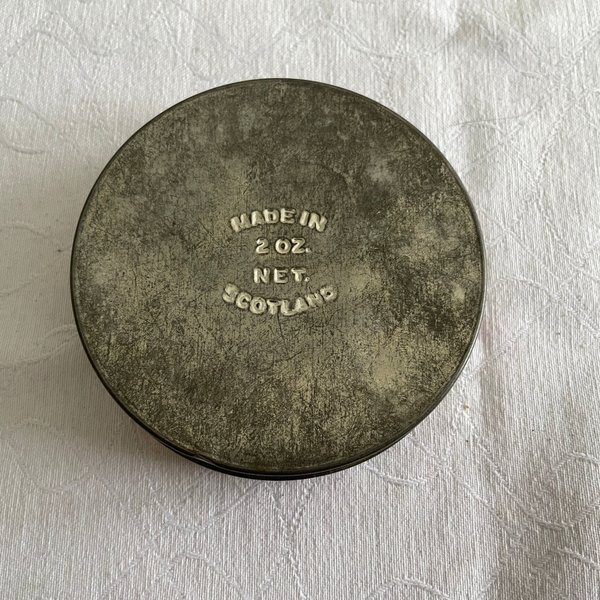 MADE IN
2 OZ.
NET.
SCOTLAND